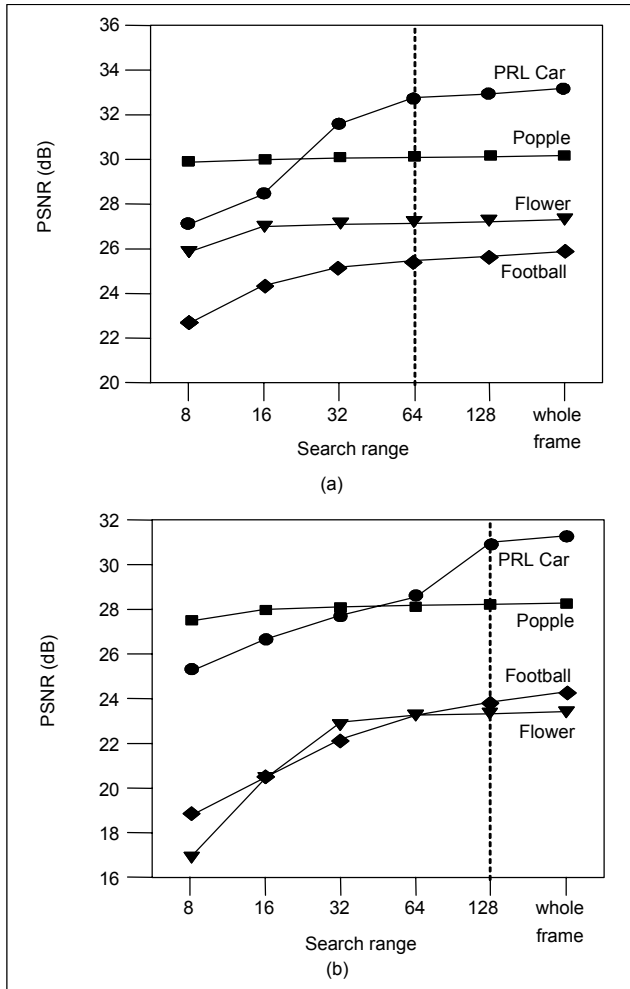 36
34
32
30
28
26
24
22
20
PSNR (dB)
PRL Car
Popple
Flower
Football
8 16 32 64 128 whole
frame
Search range
(a)
32
30
28
26
24
22
20
18
16
PSNR (dB)
PRL Car
Popple
Football
Flower
8 16 32 64 128 whole
frame
Search range
(b)